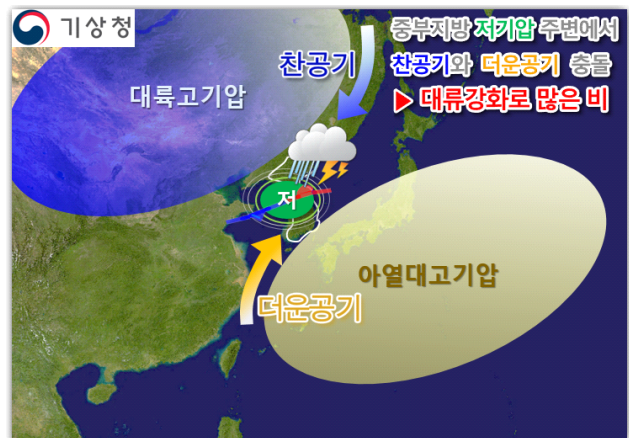 기상청
중부지방 저기압 주변에서
찬공기와 더운공기 충돌
▶ 대류강화로 많은 비
찬공기
대륙고기압
저
아열대고기압
더운공기